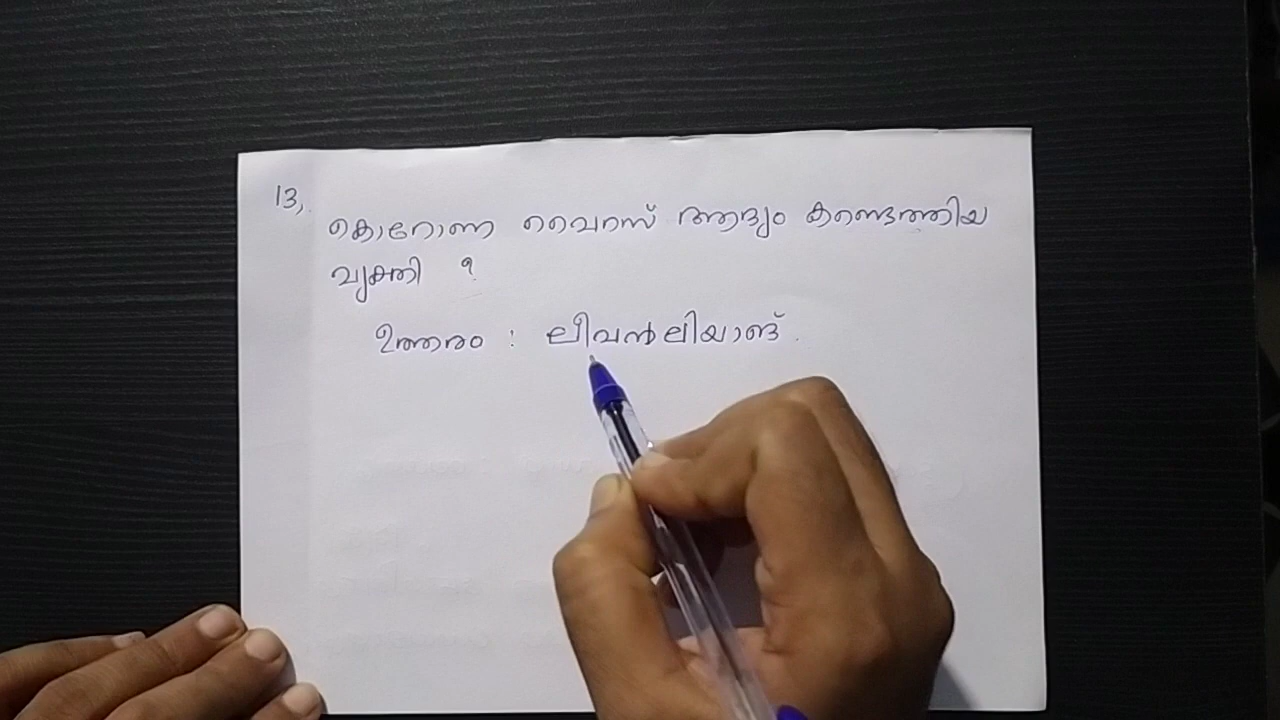 13,
കൊറോണ വൈറസ് ആദ്യം കണ്ടെത്തിയ
വ്യക്തി ?
ഉത്തരം : ലീവൻലിയാങ്